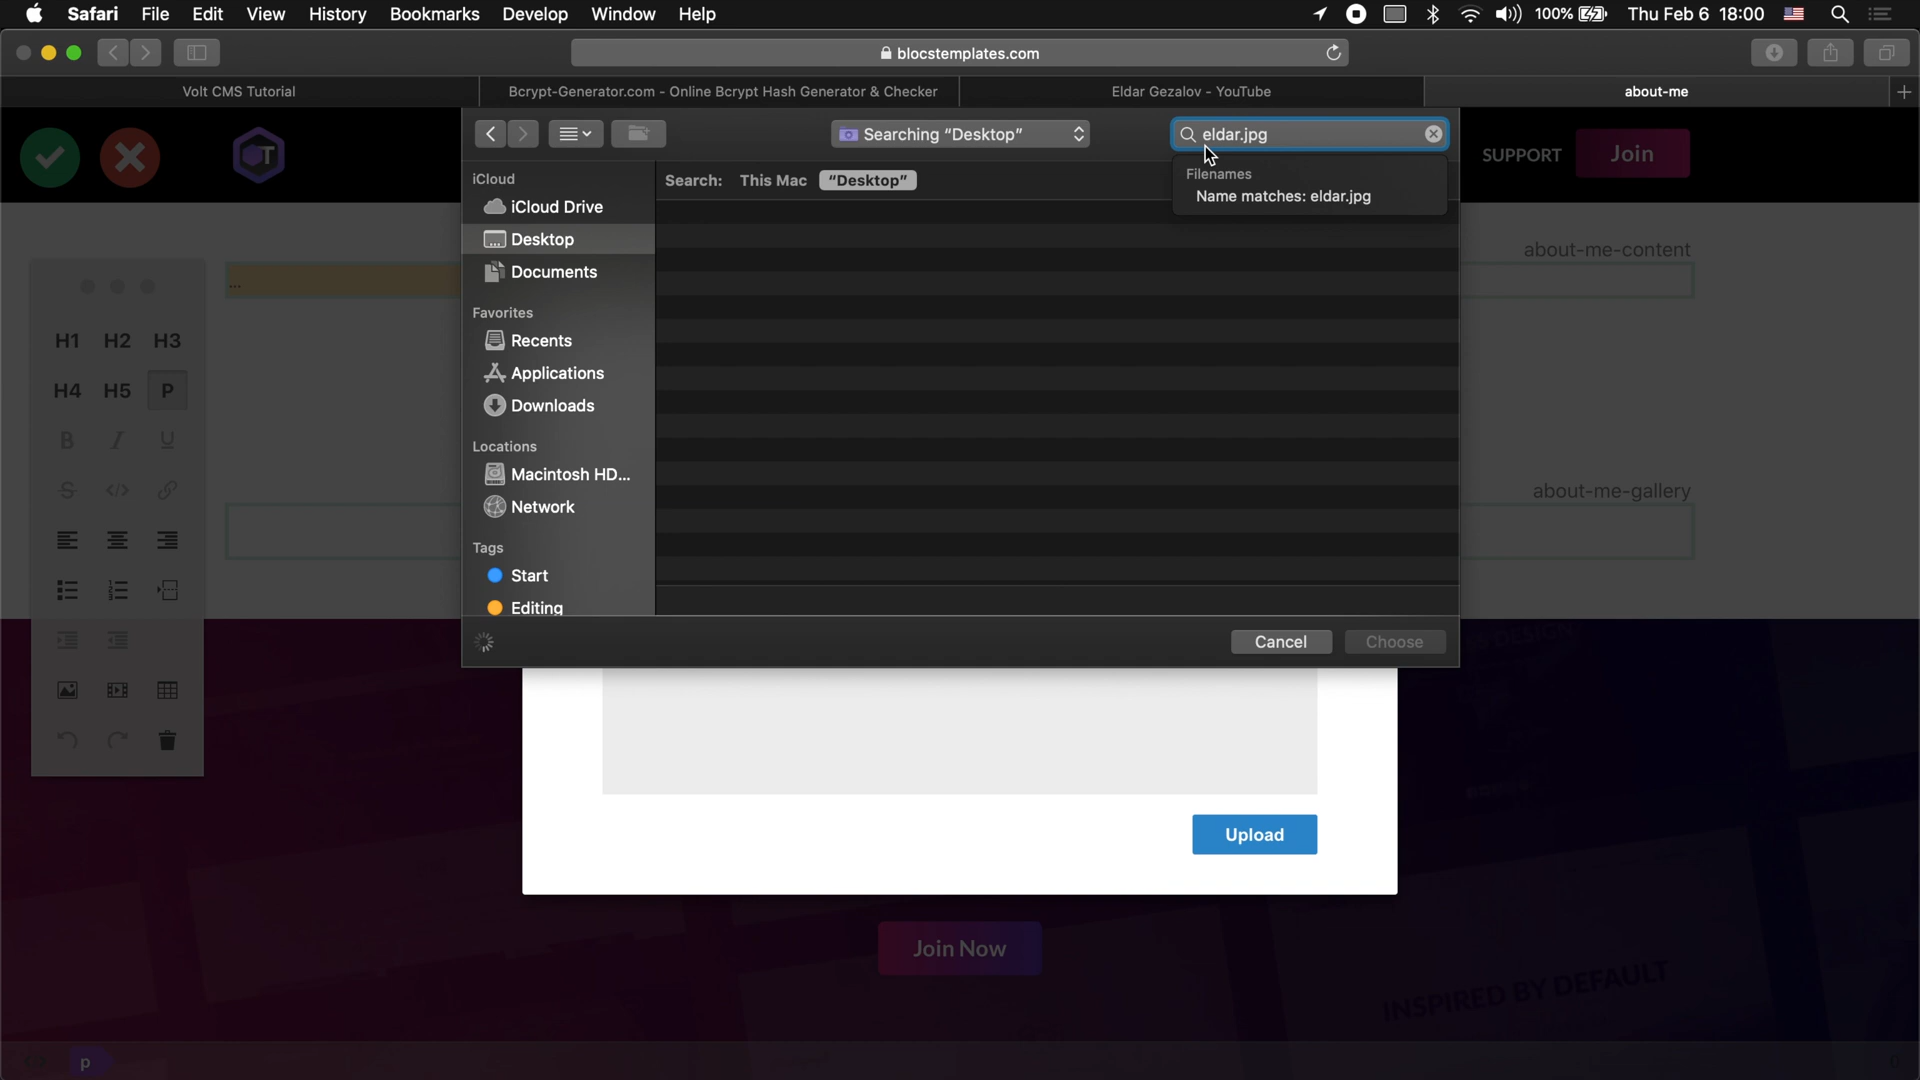 Safari File Edit View History Bookmarks Develop Window Help 100% Thu Feb 6 18:00
blocstemplates.com
Volt CMS Tutorial Bcrypt-Generator.com - Online Bcrypt Hash Generator & Checker Eldar Gezalov - YouTube about-me
Searching “Desktop” eldar.jpg
T SUPPORT Join
Filenames
Name matches: eldar.jpg
Search: This Mac “Desktop”
iCloud
iCloud Drive
Desktop
Documents
Favorites
Recents
Applications
Downloads
Locations
Macintosh HD...
Network
Tags
Start
Editing
Cancel Choose
about-me-content
...
about-me-gallery
H1 H2 H3
H4 H5 P
B I U
S </>
Upload
Join Now
DESIGN
INSPIRED BY DEFAULT
p